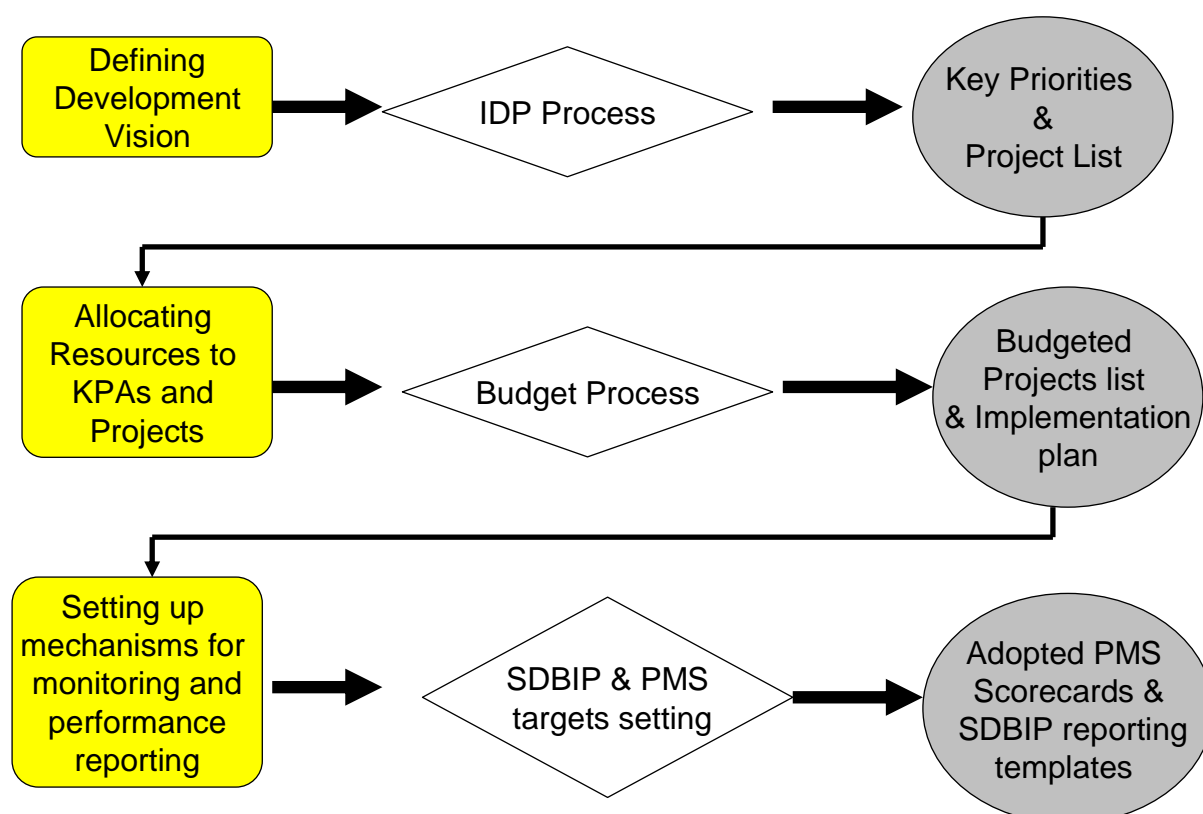 Defining
Development
Vision
IDP Process
Key Priorities
&
Project List
Allocating
Resources to
KPAs and
Projects
Budget Process
Budgeted
Projects list
& Implementation
plan
Setting up
mechanisms for
monitoring and
performance
reporting
SDBIP & PMS
targets setting
Adopted PMS
Scorecards &
SDBIP reporting
templates